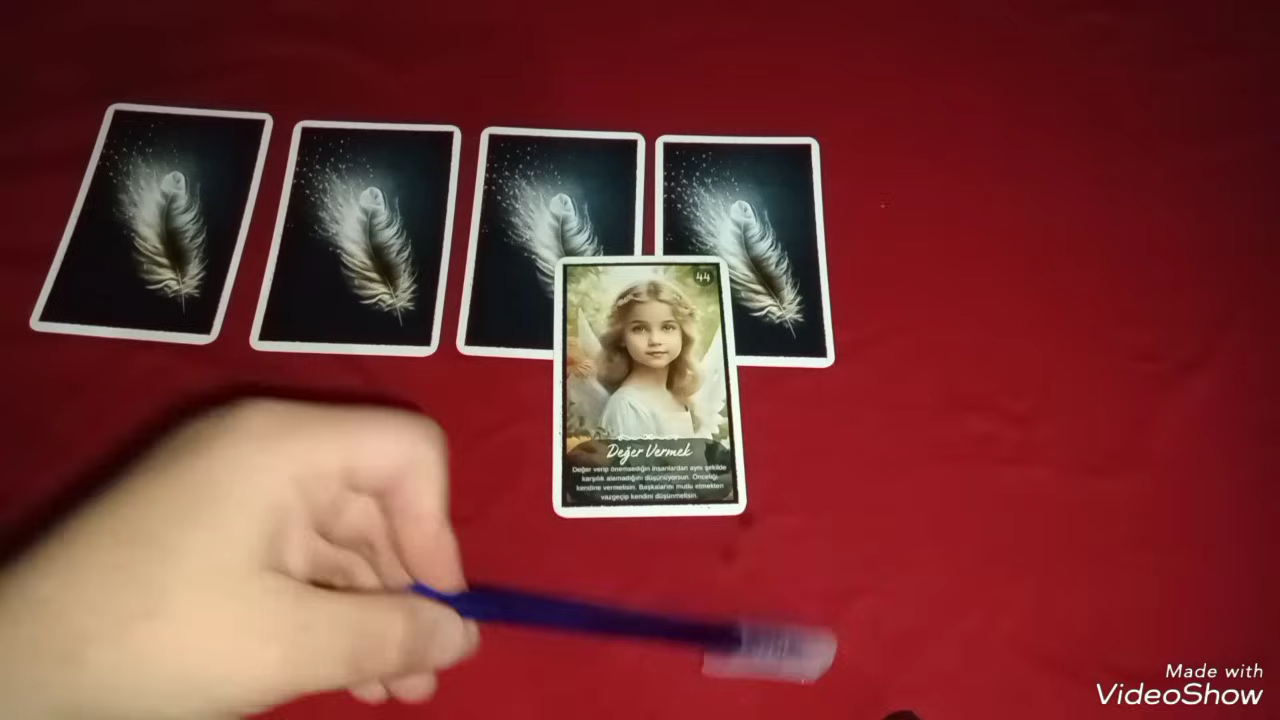 44
Değer Vermek
Değer verip önemsediğin insanlardan aynı şekilde
karşılık alamadığını düşünüyorsun. Önceliği
kendine vermelisin. Başkalarını mutlu etmekten
vazgeçip kendini düşünmelisin.
Made with
VideoShow